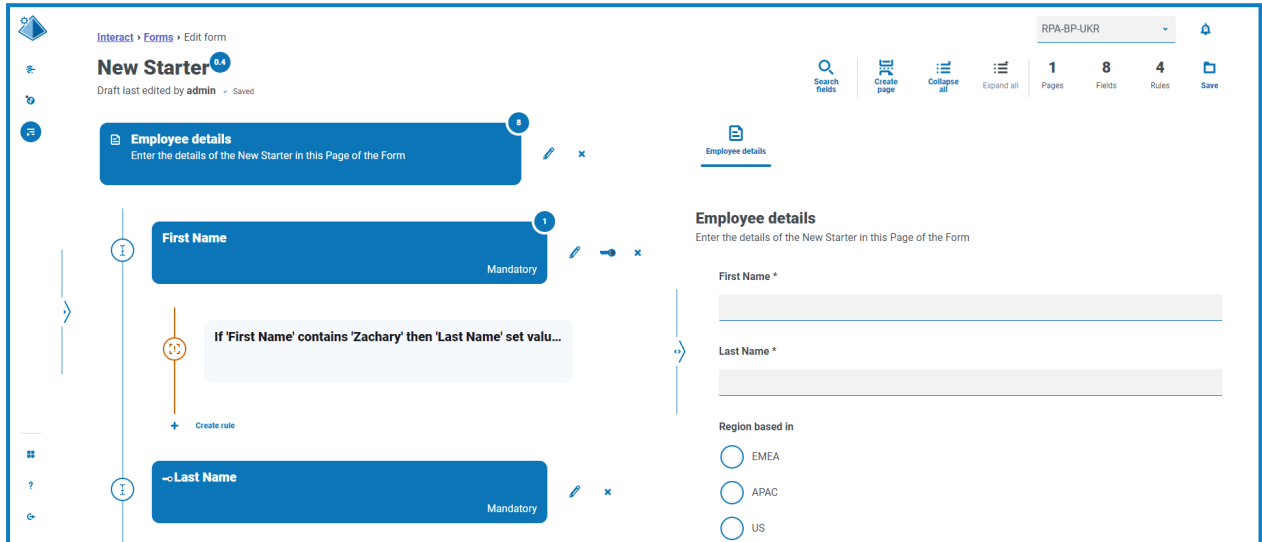 RPA-BP-UKR
Interact › Forms › Edit form
New Starter 0.4
Draft last edited by admin Saved
Search fields
Create page
Collapse all
Expand all
1 Pages
8 Fields
4 Rules
Save
8
Employee details
Enter the details of the New Starter in this Page of the Form
1
First Name
Mandatory
If 'First Name' contains 'Zachary' then 'Last Name' set valu...
+ Create rule
Last Name
Mandatory
Employee details
Employee details
Enter the details of the New Starter in this Page of the Form
First Name *
Last Name *
Region based in
EMEA
APAC
US
?